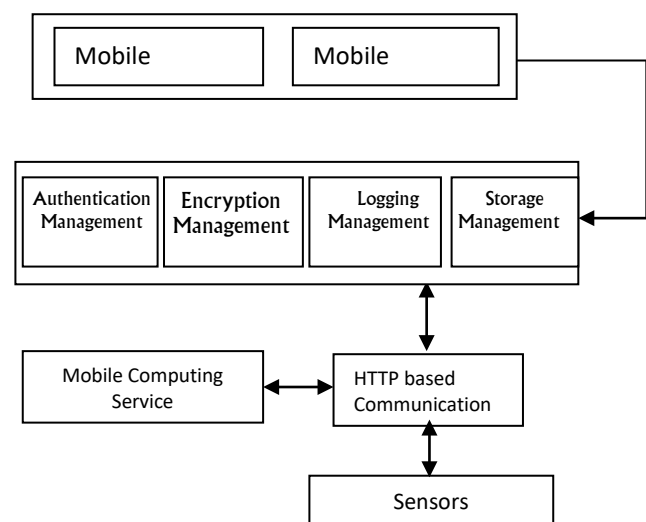 Mobile
Mobile
Authentication
Management
Encryption
Management
Logging
Management
Storage
Management
Mobile Computing
Service
HTTP based
Communication
Sensors